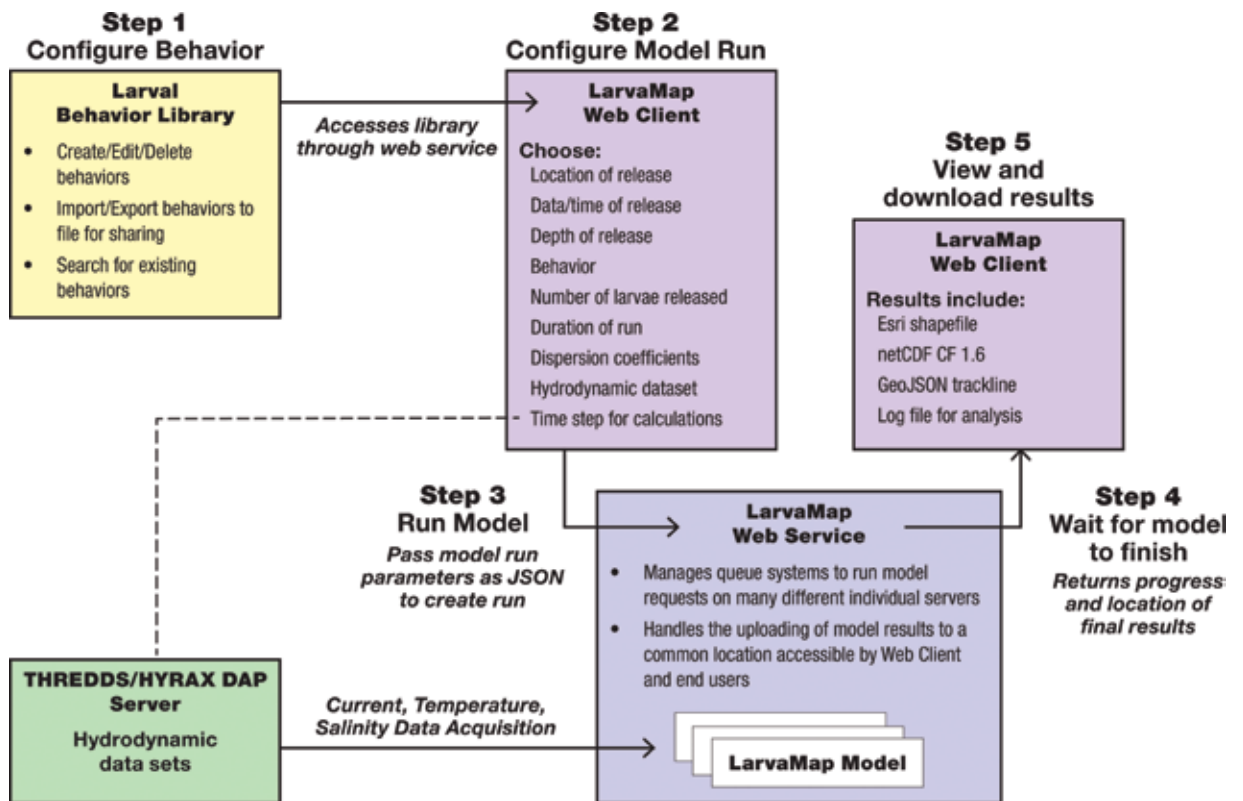 Step 1
Configure Behavior
Larval
Behavior Library
• Create/Edit/Delete
behaviors
• Import/Export behaviors to
file for sharing
• Search for existing
behaviors
Accesses library
through web service
Step 2
Configure Model Run
LarvaMap
Web Client
Choose:
Location of release
Data/time of release
Depth of release
Behavior
Number of larvae released
Duration of run
Dispersion coefficients
Hydrodynamic dataset
Time step for calculations
Step 5
View and
download results
LarvaMap
Web Client
Results include:
Esri shapefile
netCDF CF 1.6
GeoJSON trackline
Log file for analysis
Step 3
Run Model
Pass model run
parameters as JSON
to create run
LarvaMap
Web Service
• Manages queue systems to run model
requests on many different individual servers
• Handles the uploading of model results to a
common location accessible by Web Client
and end users
LarvaMap Model
Step 4
Wait for model
to finish
Returns progress
and location of
final results
THREDDS/HYRAX DAP
Server
Hydrodynamic
data sets
Current, Temperature,
Salinity Data Acquisition